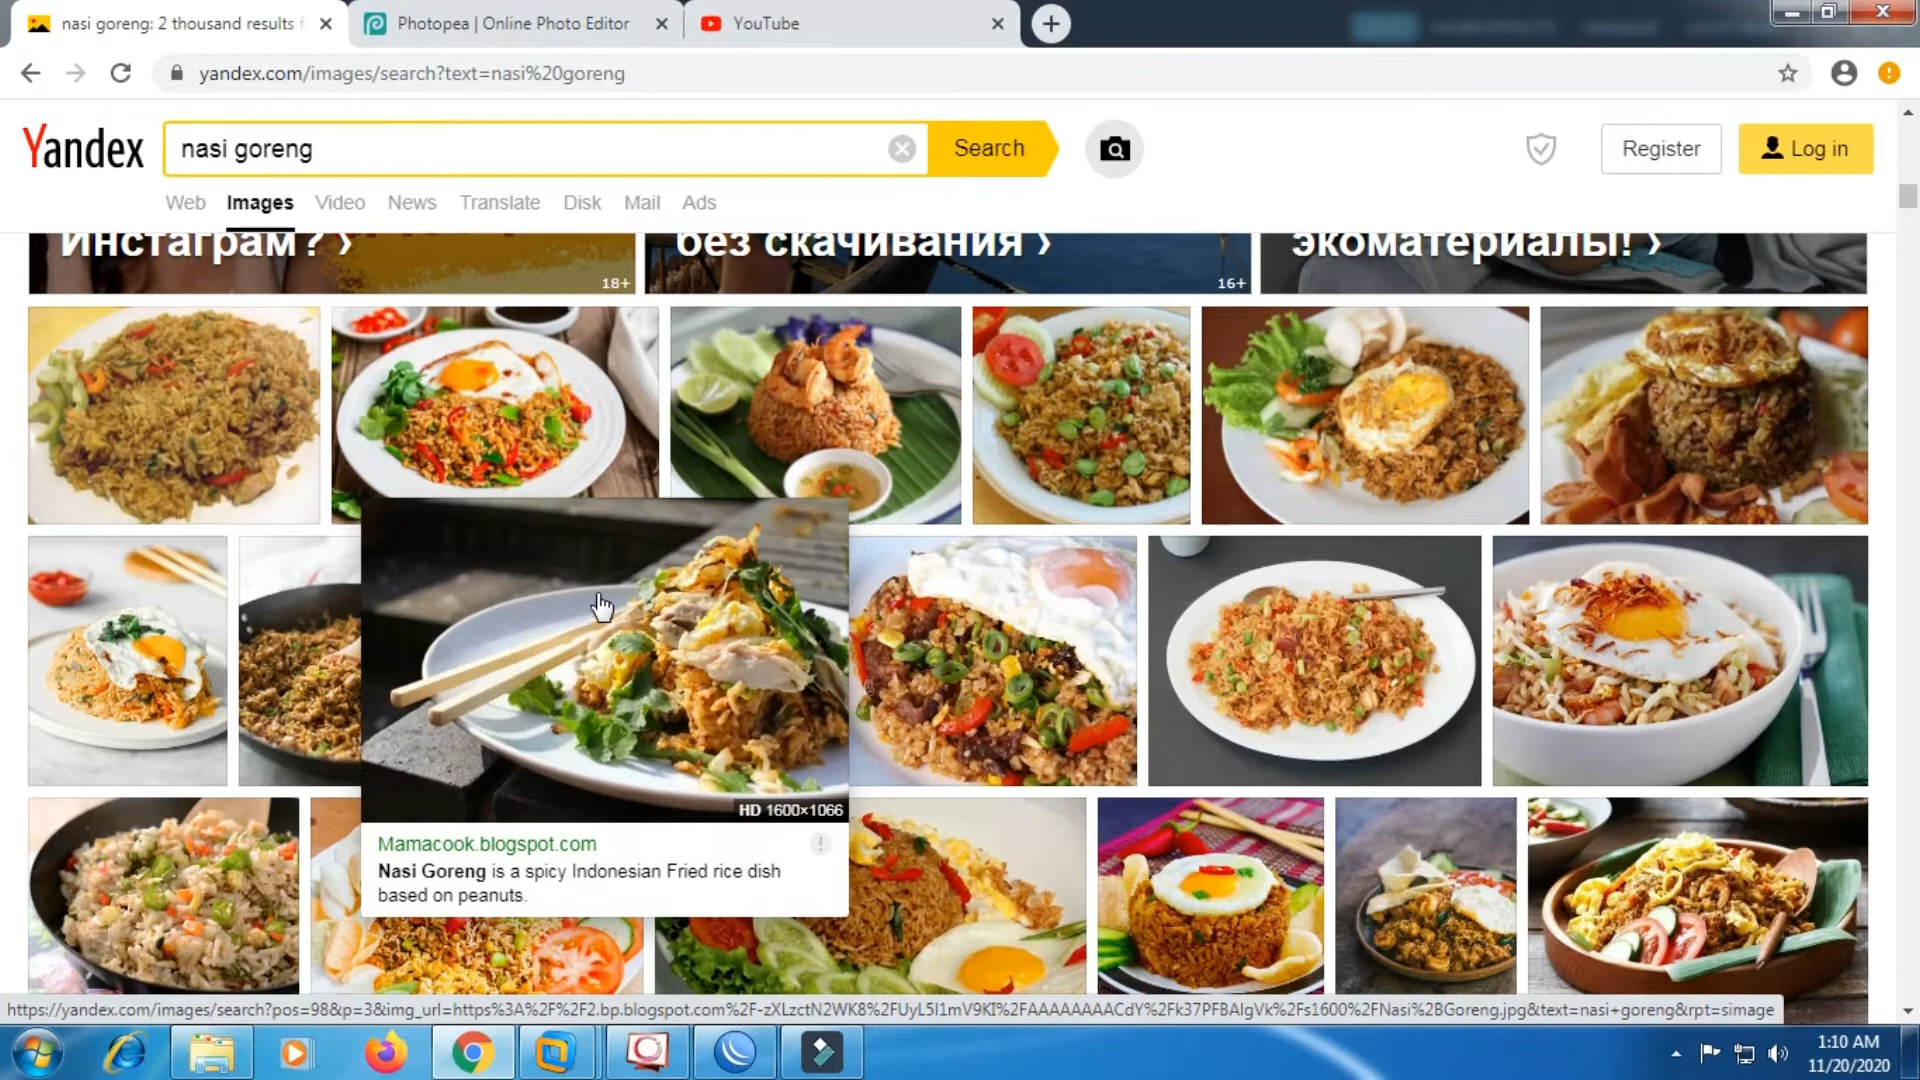 nasi goreng: 2 thousand results f
Photopea | Online Photo Editor
YouTube
yandex.com/images/search?text=nasi%20goreng
Yandex
nasi goreng
Search
Register
Log in
Web Images Video News Translate Disk Mail Ads
Инстаграм? ›
без скачивания ›
экоматериалы! ›
18+
16+
HD 1600×1066
Mamacook.blogspot.com
Nasi Goreng is a spicy Indonesian Fried rice dish
based on peanuts.
https://yandex.com/images/search?pos=98&p=3&img_url=https%3A%2F%2F2.bp.blogspot.com%2F-zXLzctN2WK8%2FUyL5I1mV9KI%2FAAAAAAAACdY%2Fk37PFBAIgVk%2Fs1600%2FNasi%2BGoreng.jpg&text=nasi+goreng&rpt=simage
1:10 AM
11/20/2020